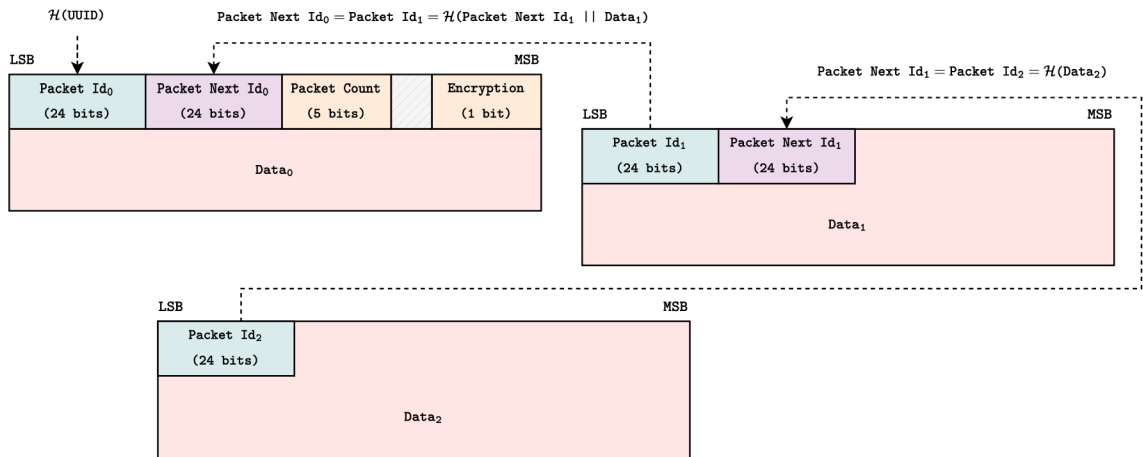 ℋ(UUID)
Packet Next Id₀ = Packet Id₁ = ℋ(Packet Next Id₁ || Data₁)
LSB
MSB
Packet Id₀
(24 bits)
Packet Next Id₀
(24 bits)
Packet Count
(5 bits)
Encryption
(1 bit)
Data₀
Packet Next Id₁ = Packet Id₂ = ℋ(Data₂)
LSB
MSB
Packet Id₁
(24 bits)
Packet Next Id₁
(24 bits)
Data₁
LSB
MSB
Packet Id₂
(24 bits)
Data₂